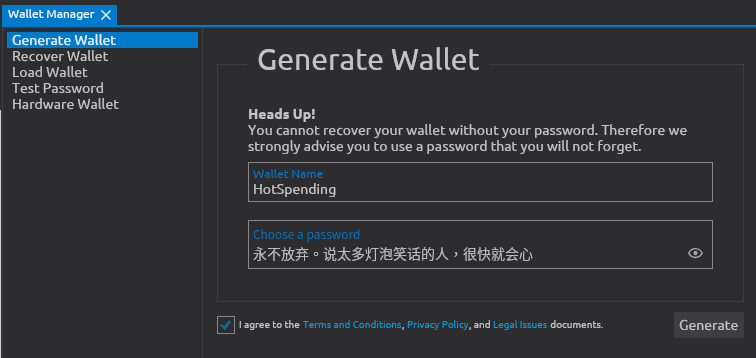 Wallet Manager
Generate Wallet
Recover Wallet
Load Wallet
Test Password
Hardware Wallet
Generate Wallet
Heads Up!
You cannot recover your wallet without your password. Therefore we
strongly advise you to use a password that you will not forget.
Wallet Name
HotSpending
Choose a password
永不放弃。说太多灯泡笑话的人，很快就会心
I agree to the Terms and Conditions, Privacy Policy, and Legal Issues documents.
Generate